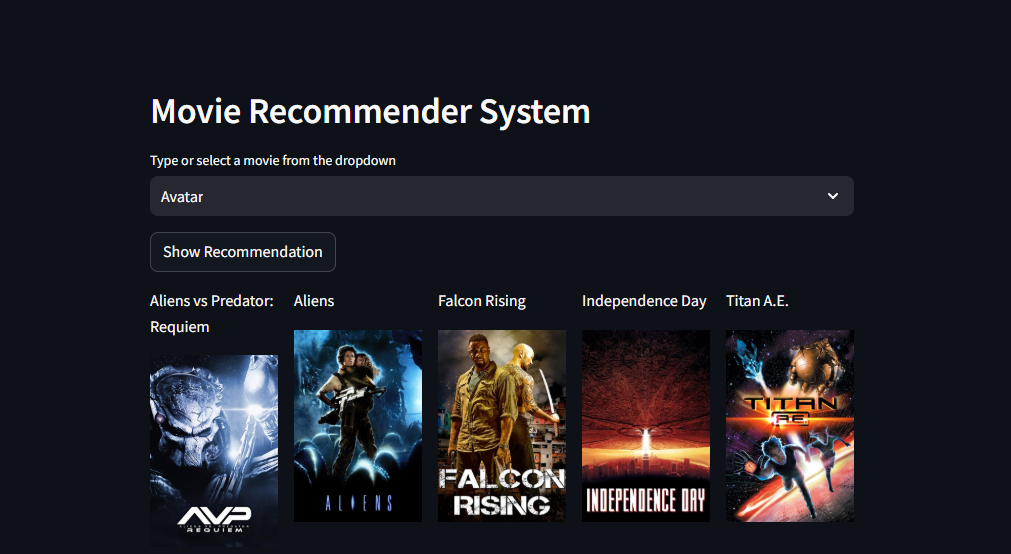 Movie Recommender System
Type or select a movie from the dropdown
Avatar
Show Recommendation
Aliens vs Predator:
Requiem
Aliens
Falcon Rising
Independence Day
Titan A.E.
AVP
REQUIEM
ALIENS
FALCON
RISING
INDEPENDENCE DAY
TITAN
AE